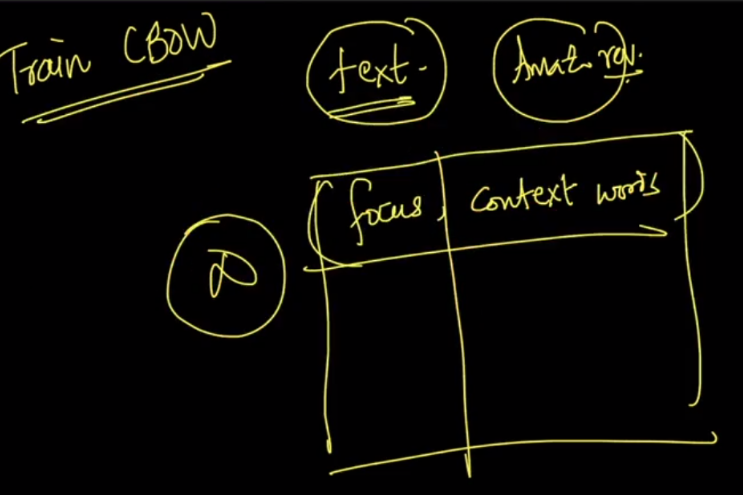 Train CBOW
text.
Amaz. rev.
(focus, context words)
D